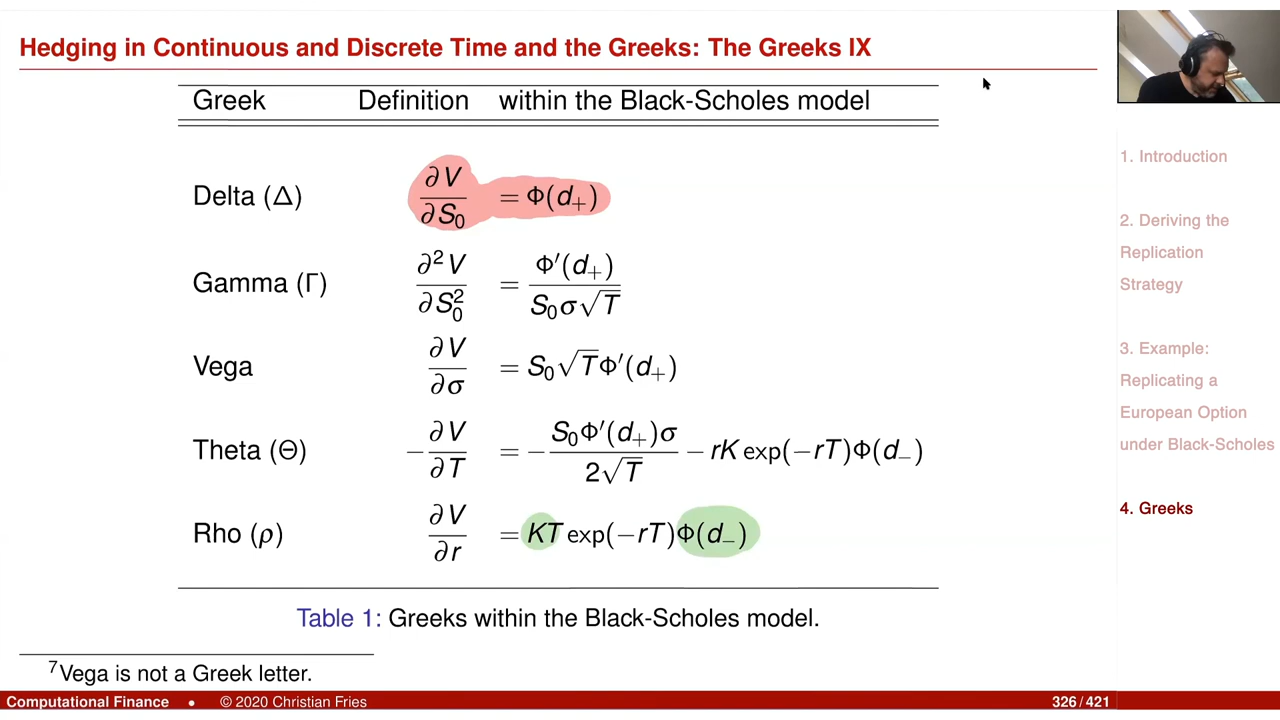 Hedging in Continuous and Discrete Time and the Greeks: The Greeks IX
Greek Definition within the Black-Scholes model
Delta (Δ) ∂V/∂S₀ = Φ(d₊)
Gamma (Γ) ∂²V/∂S₀² = Φ′(d₊)/(S₀σ√T)
Vega ∂V/∂σ = S₀√TΦ′(d₊)
Theta (Θ) −∂V/∂T = −S₀Φ′(d₊)σ/(2√T) − rK exp(−rT)Φ(d₋)
Rho (ρ) ∂V/∂r = KT exp(−rT)Φ(d₋)
Table 1: Greeks within the Black-Scholes model.
⁷Vega is not a Greek letter.
Computational Finance • © 2020 Christian Fries 326/421
1. Introduction
2. Deriving the
Replication
Strategy
3. Example:
Replicating a
European Option
under Black-Scholes
4. Greeks